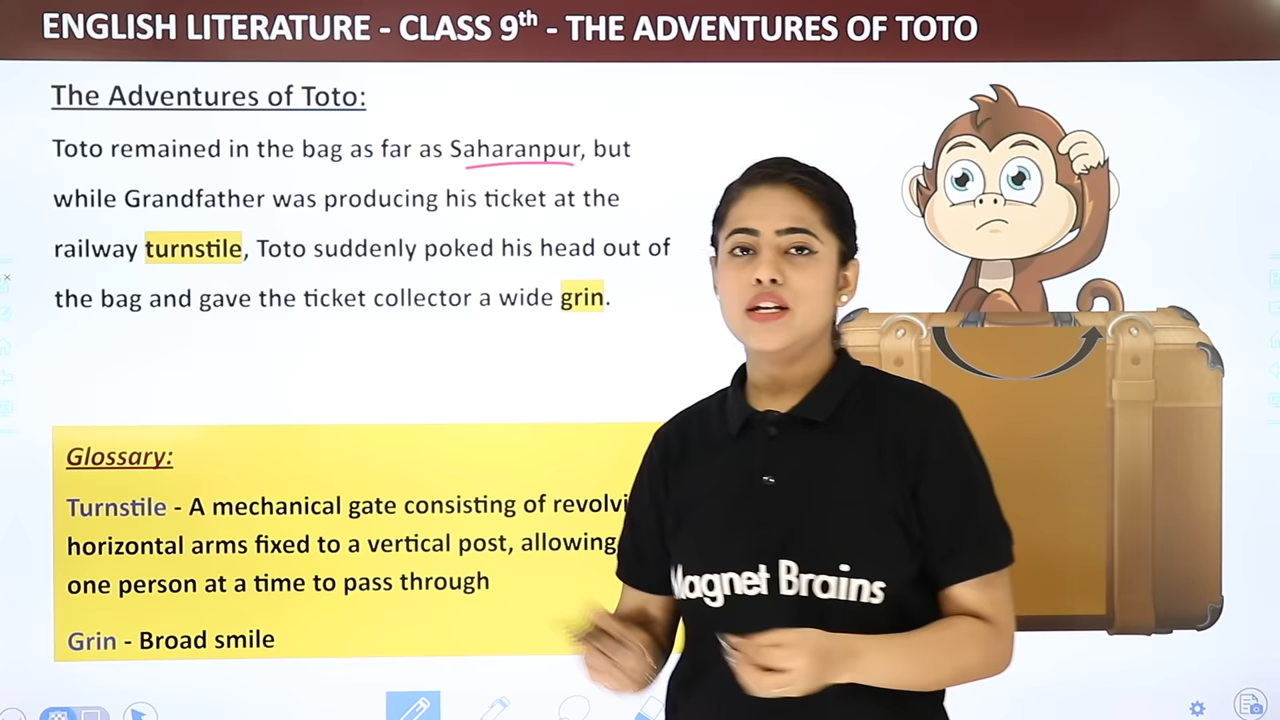 ENGLISH LITERATURE - CLASS 9th - THE ADVENTURES OF TOTO
The Adventures of Toto:
Toto remained in the bag as far as Saharanpur, but
while Grandfather was producing his ticket at the
railway turnstile, Toto suddenly poked his head out of
the bag and gave the ticket collector a wide grin.
Glossary:
Turnstile - A mechanical gate consisting of revolvi
horizontal arms fixed to a vertical post, allowing
one person at a time to pass through
Grin - Broad smile
Magnet Brains